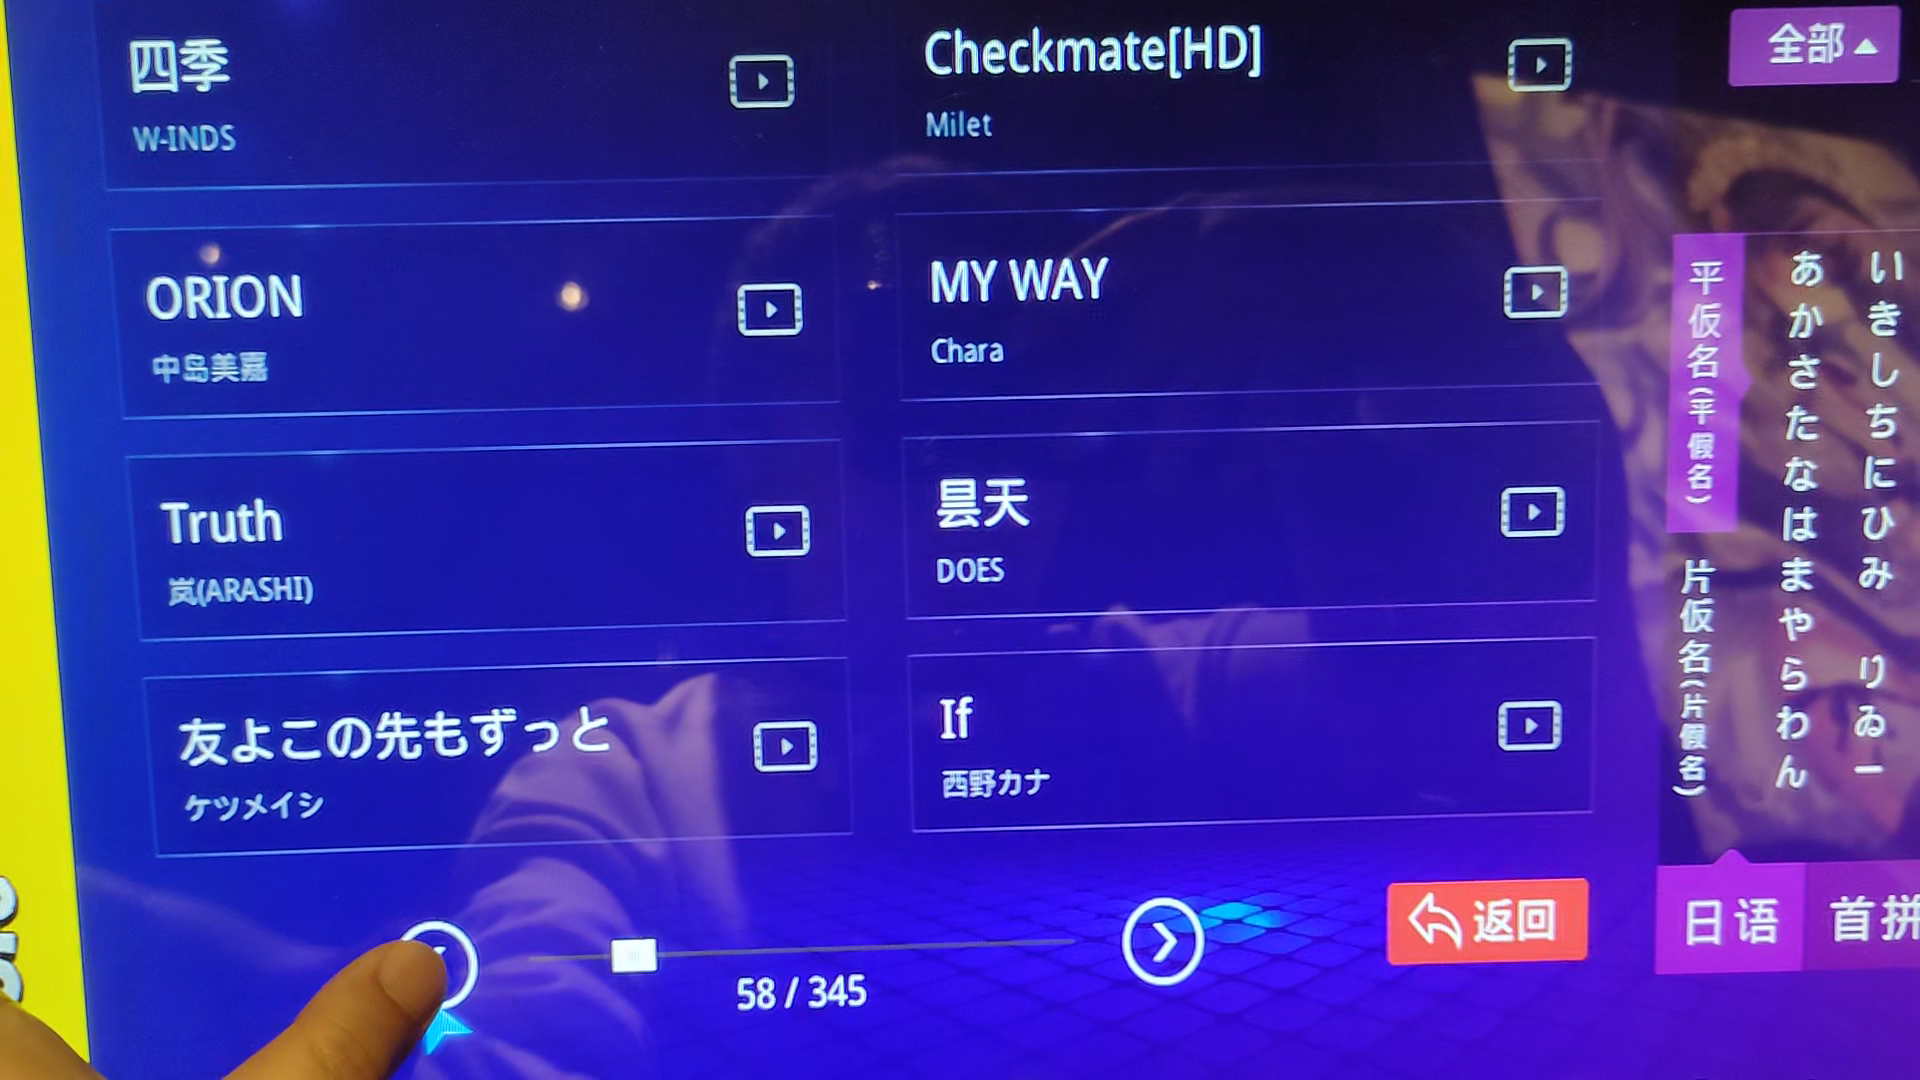 四季
W-INDS
Checkmate[HD]
Milet
ORION
中岛美嘉
MY WAY
Chara
Truth
岚(ARASHI)
曇天
DOES
友よこの先もずっと
ケツメイシ
If
西野カナ
58 / 345
返回
全部
平仮名(平假名)
片仮名(片假名)
あかさたなはまやらわん
いきしちにひみ りゐー
日语
首拼